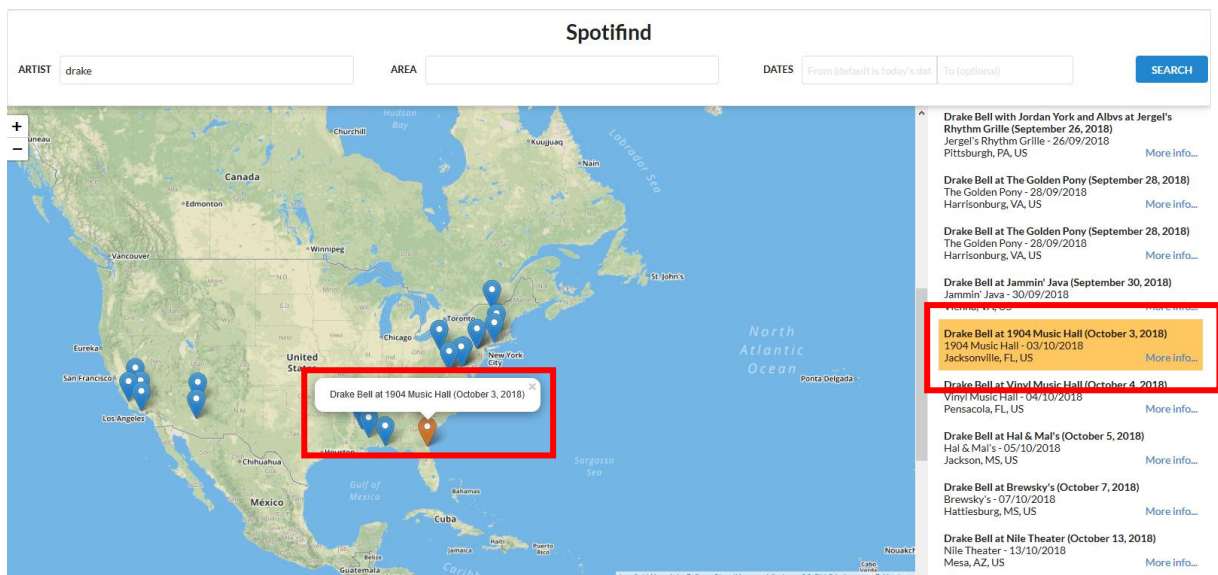 Spotifind
ARTIST drake AREA DATES From (default is today's dat To (optional) SEARCH
+
−
uneau
Hudson
Bay
Churchill
Kuujjuaq
Labrador Sea
Nain
Canada
Edmonton
Winnipeg
Vancouver
St. John's
N.D.
S.D.
Toronto
Chicago
Eureka
United
States
New York
City
North
Atlantic
Ocean
San Francisco
Ponta Delgada
Drake Bell at 1904 Music Hall (October 3, 2018) ×
N.M.
Los Angeles
Houston
Chihuahua
Sargasso
Sea
Gulf of
Mexico
México
Bahamas
Cuba
Haiti
Puerto
Rico
Jamaica
Belize
Guatemala
Nouakch
Cabo
Verde
Drake Bell with Jordan York and Albvs at Jergel's
Rhythm Grille (September 26, 2018)
Jergel's Rhythm Grille - 26/09/2018
Pittsburgh, PA, US More info...
Drake Bell at The Golden Pony (September 28, 2018)
The Golden Pony - 28/09/2018
Harrisonburg, VA, US More info...
Drake Bell at The Golden Pony (September 28, 2018)
The Golden Pony - 28/09/2018
Harrisonburg, VA, US More info...
Drake Bell at Jammin' Java (September 30, 2018)
Jammin' Java - 30/09/2018
Vienna, VA, US More info...
Drake Bell at 1904 Music Hall (October 3, 2018)
1904 Music Hall - 03/10/2018
Jacksonville, FL, US More info...
Drake Bell at Vinyl Music Hall (October 4, 2018)
Vinyl Music Hall - 04/10/2018
Pensacola, FL, US More info...
Drake Bell at Hal & Mal's (October 5, 2018)
Hal & Mal's - 05/10/2018
Jackson, MS, US More info...
Drake Bell at Brewsky's (October 7, 2018)
Brewsky's - 07/10/2018
Hattiesburg, MS, US More info...
Drake Bell at Nile Theater (October 13, 2018)
Nile Theater - 13/10/2018
Mesa, AZ, US More info...